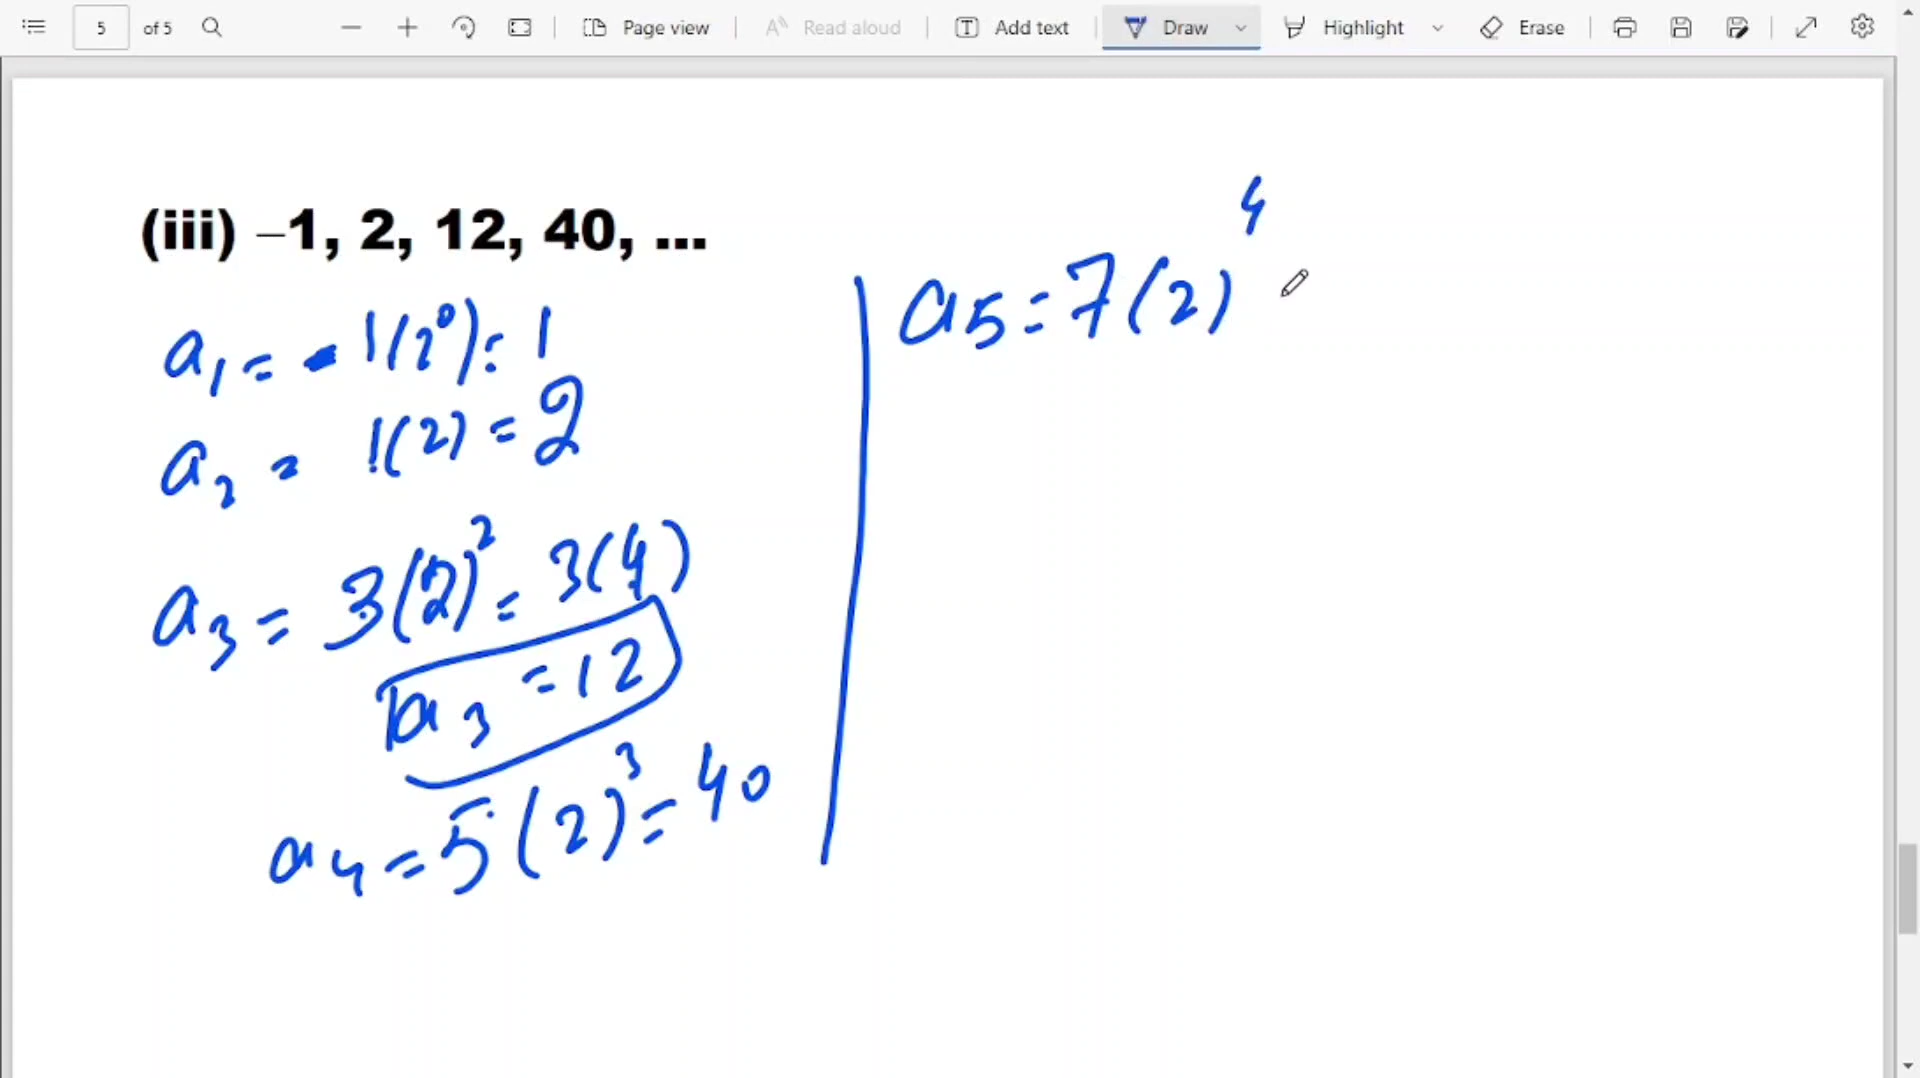 5 of 5 Page view Read aloud Add text Draw Highlight Erase
(iii) –1, 2, 12, 40, ...
a₁ = - 1(2⁰) = 1
a₂ = 1(2) = 2
a₃ = 3(2)² = 3(4)
a₃ = 12
a₄ = 5(2)³ = 40
a₅ = 7(2)⁴